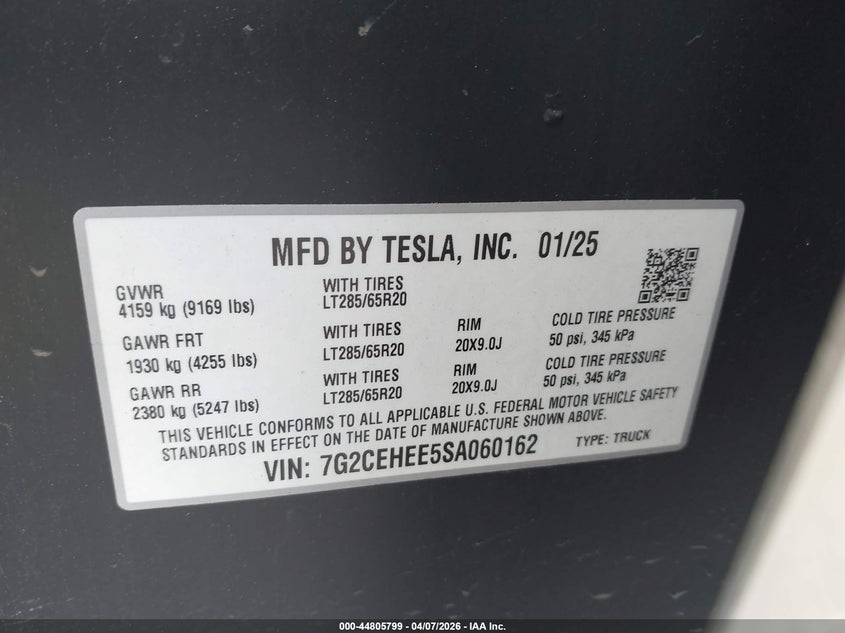 MFD BY TESLA, INC. 01/25
GVWR
4159 kg (9169 lbs)
WITH TIRES
LT285/65R20
GAWR FRT
1930 kg (4255 lbs)
WITH TIRES
LT285/65R20
RIM
20X9.0J
COLD TIRE PRESSURE
50 psi, 345 kPa
GAWR RR
2380 kg (5247 lbs)
WITH TIRES
LT285/65R20
RIM
20X9.0J
COLD TIRE PRESSURE
50 psi, 345 kPa
THIS VEHICLE CONFORMS TO ALL APPLICABLE U.S. FEDERAL MOTOR VEHICLE SAFETY
STANDARDS IN EFFECT ON THE DATE OF MANUFACTURE SHOWN ABOVE.
VIN: 7G2CEHEE5SA060162
TYPE: TRUCK
000-44805799 - 04/07/2026 - IAA Inc.